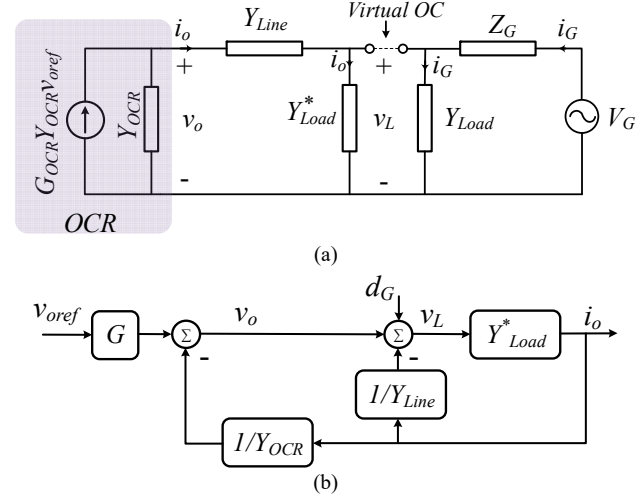 Virtual OC
i_o
Y_Line
Z_G
i_G
+
i_o
+
i_G
G_OCR Y_OCR v_oref
Y_OCR
v_o
Y*_Load
v_L
Y_Load
V_G
-
-
OCR
(a)
d_G
v_oref
G
Σ
v_o
Σ
v_L
Y*_Load
i_o
-
-
1/Y_Line
1/Y_OCR
(b)